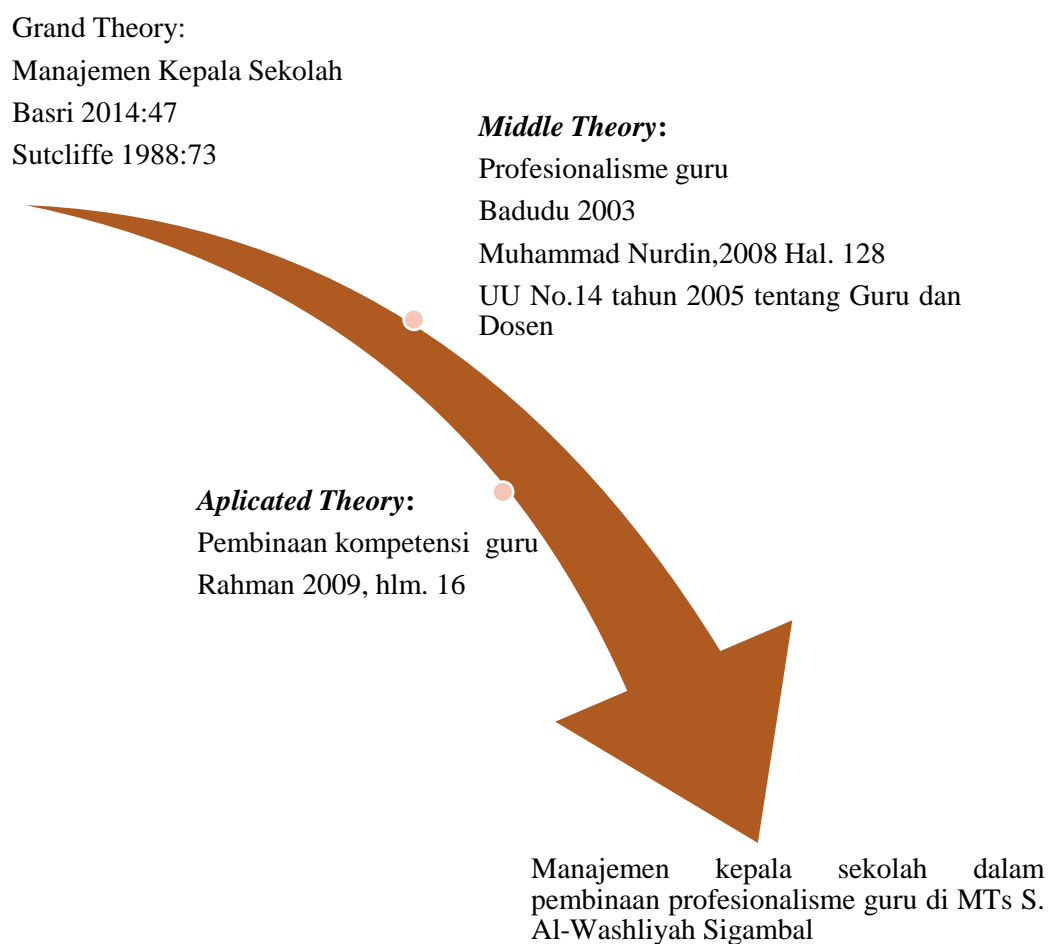 Grand Theory:
Manajemen Kepala Sekolah
Basri 2014:47
Sutcliffe 1988:73
Middle Theory:
Profesionalisme guru
Badudu 2003
Muhammad Nurdin,2008 Hal. 128
UU No.14 tahun 2005 tentang Guru dan
Dosen
Aplicated Theory:
Pembinaan kompetensi guru
Rahman 2009, hlm. 16
Manajemen kepala sekolah dalam
pembinaan profesionalisme guru di MTs S.
Al-Washliyah Sigambal